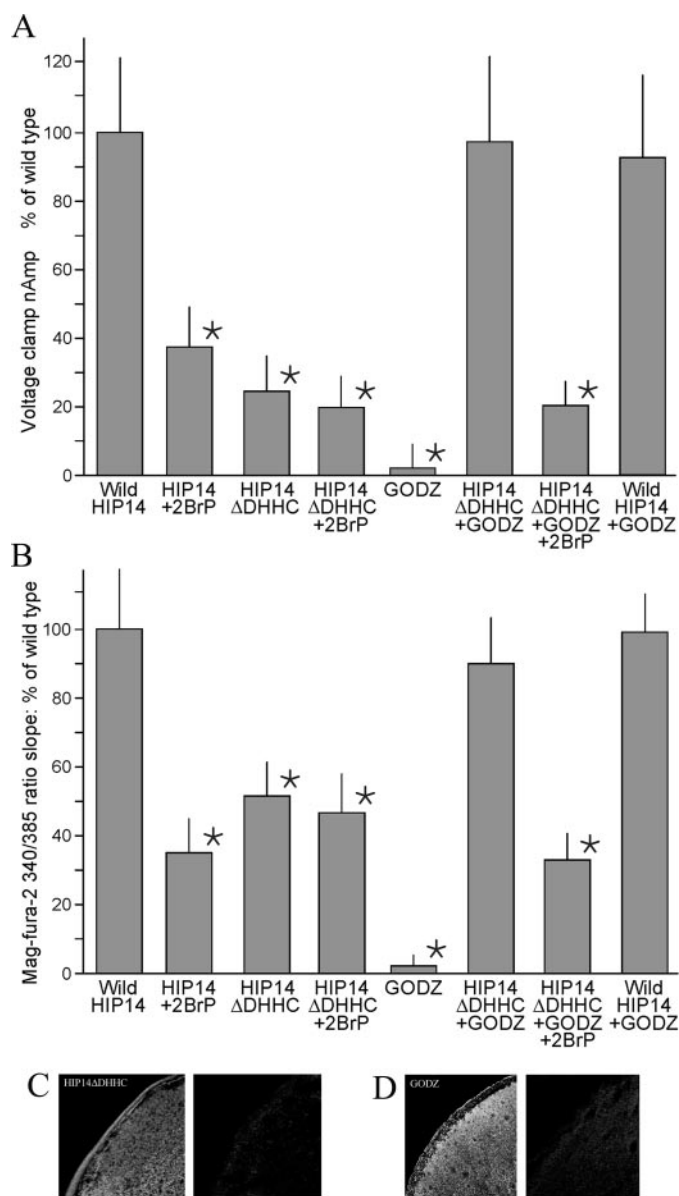 A
Voltage clamp nAmp % of wild type
120
100
80
60
40
20
0
Wild HIP14
HIP14 +2BrP
HIP14 ΔDHHC
HIP14 ΔDHHC +2BrP
GODZ
HIP14 ΔDHHC +GODZ
HIP14 ΔDHHC +GODZ +2BrP
Wild HIP14 +GODZ
B
Mag-fura-2 340/385 ratio slope: % of wild type
100
80
60
40
20
0
Wild HIP14
HIP14 +2BrP
HIP14 ΔDHHC
HIP14 ΔDHHC +2BrP
GODZ
HIP14 ΔDHHC +GODZ
HIP14 ΔDHHC +GODZ +2BrP
Wild HIP14 +GODZ
C
HIP14ΔDHHC
D
GODZ